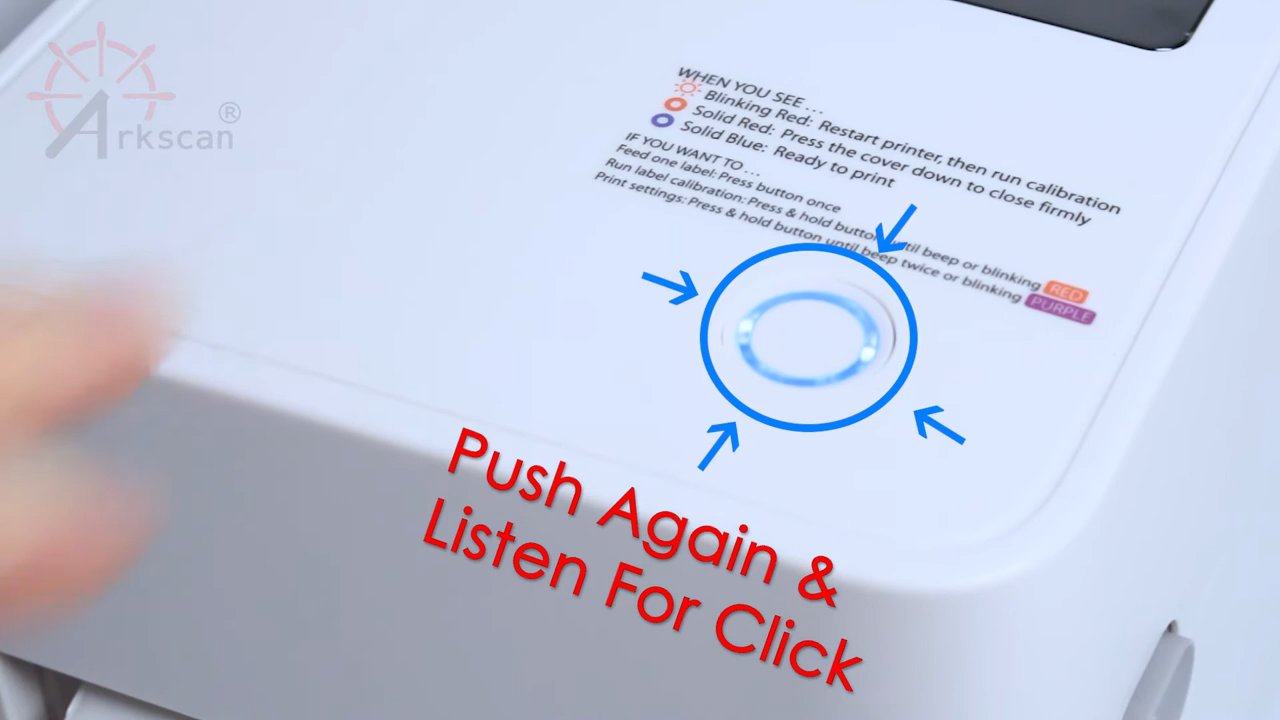 Arkscan®
WHEN YOU SEE ...
Blinking Red: Restart printer, then run calibration
Solid Red: Press the cover down to close firmly
Solid Blue: Ready to print
IF YOU WANT TO ...
Feed one label: Press button once
Run label calibration: Press & hold button until beep or blinking RED
Print settings: Press & hold button until beep twice or blinking PURPLE
Push Again &
Listen For Click